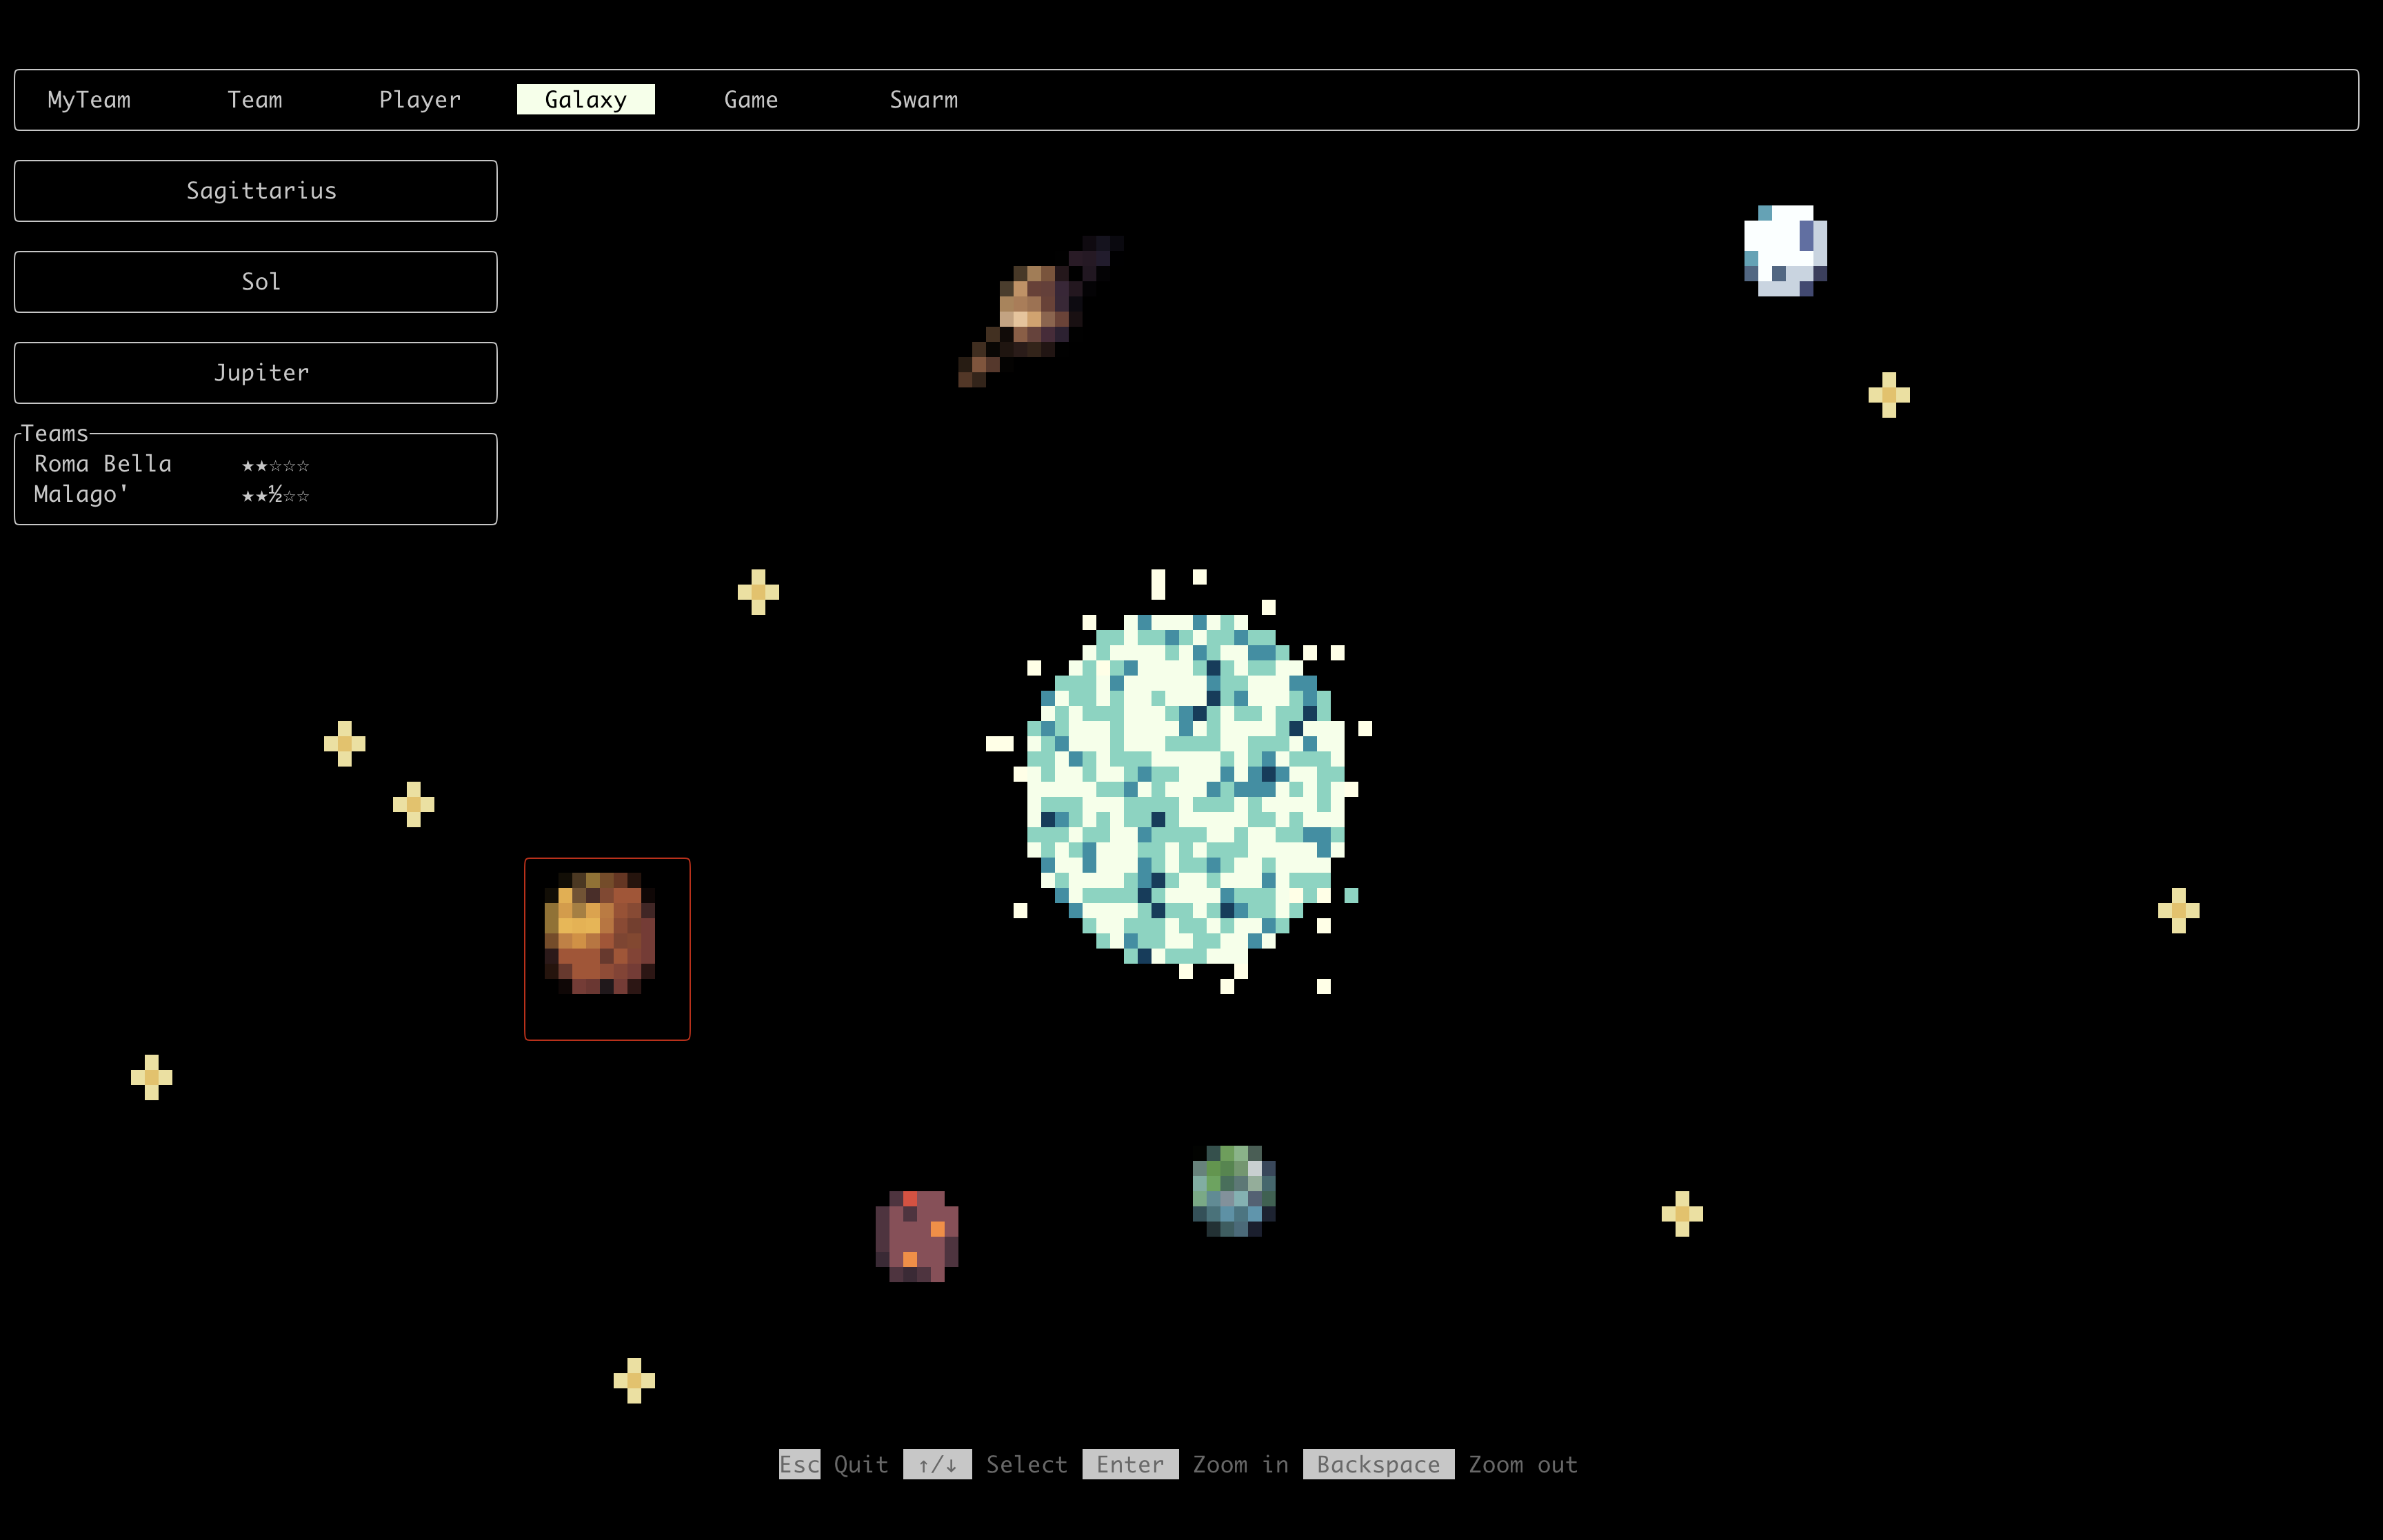 MyTeam Team Player Galaxy Game Swarm
Sagittarius
Sol
Jupiter
Teams
Roma Bella ★★☆☆☆
Malago' ★★½☆☆
Esc Quit ↑/↓ Select Enter Zoom in Backspace Zoom out